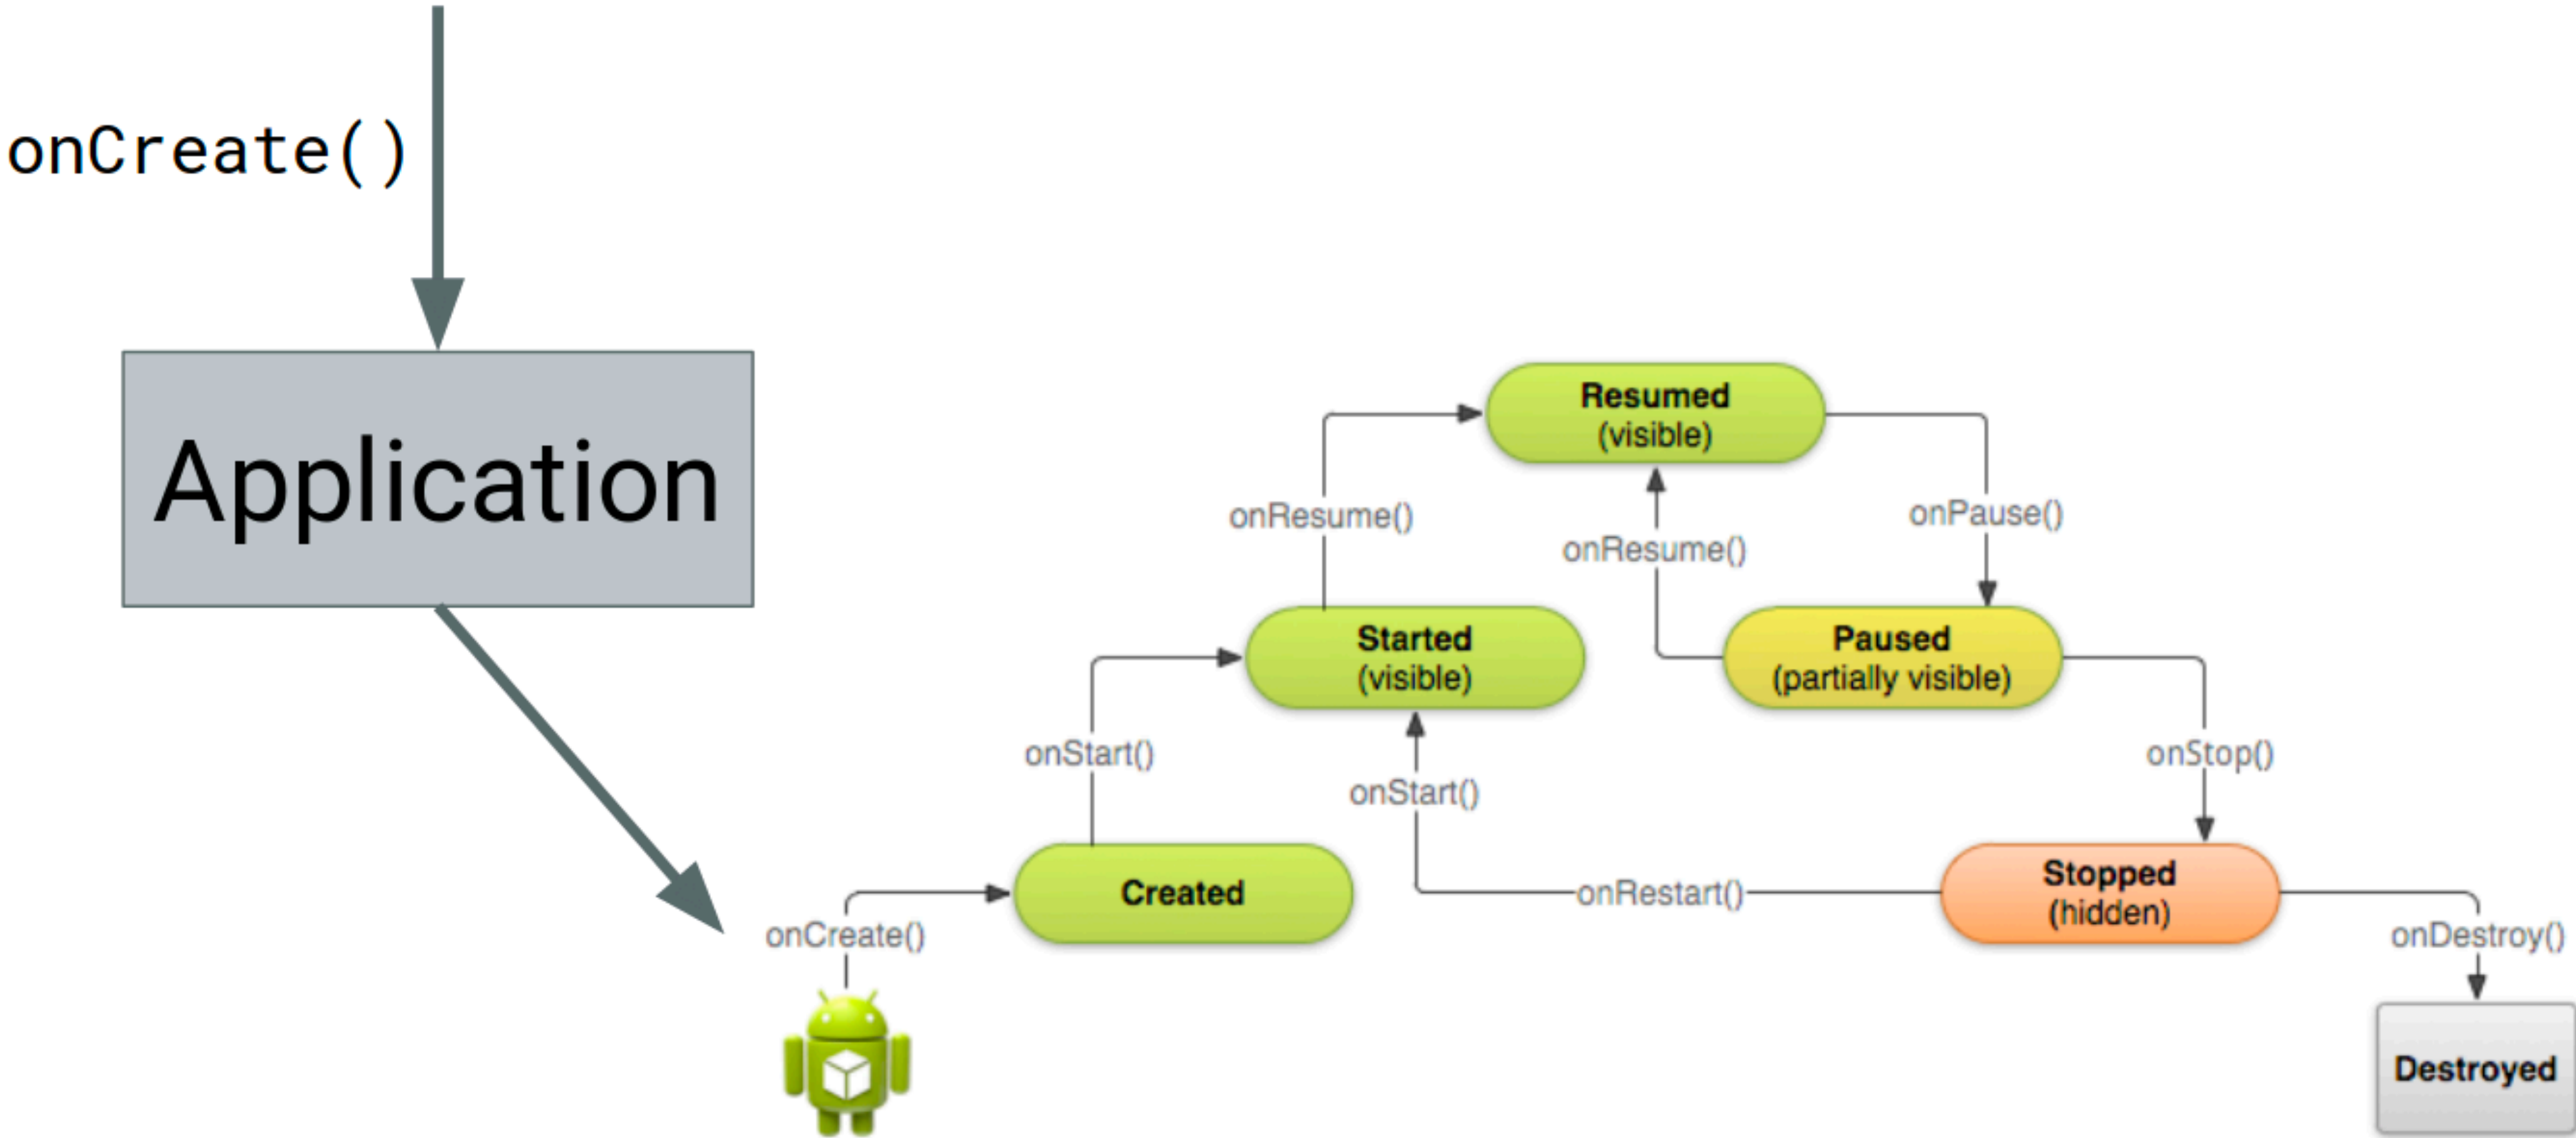 onCreate()
Application
Resumed
(visible)
onResume()
onPause()
onResume()
Started
(visible)
Paused
(partially visible)
onStart()
onStop()
onStart()
Created
onRestart()
Stopped
(hidden)
onCreate()
onDestroy()
Destroyed